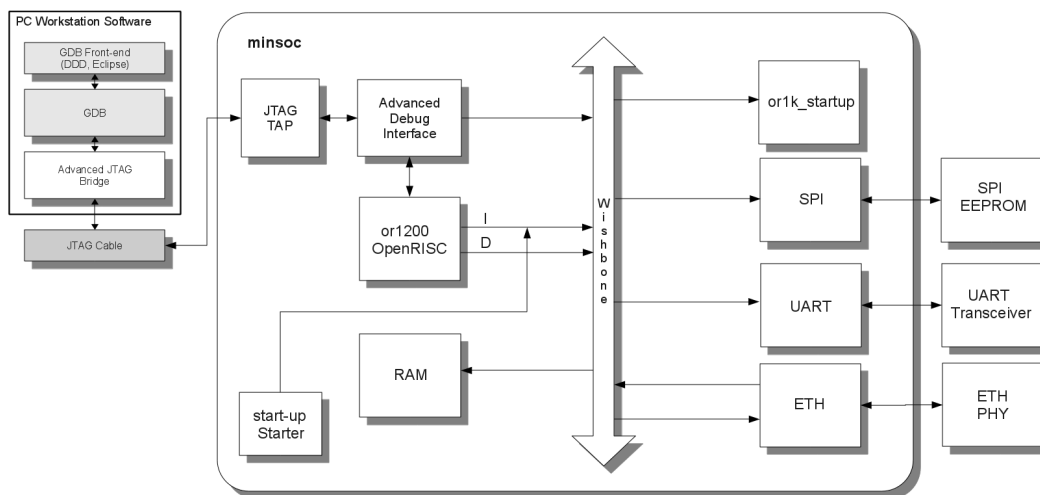 PC Workstation Software
GDB Front-end
(DDD, Eclipse)
GDB
Advanced JTAG
Bridge
JTAG Cable
minsoc
JTAG
TAP
Advanced
Debug
Interface
or1200
OpenRISC
I
D
RAM
start-up
Starter
Wishbone
or1k_startup
SPI
UART
ETH
SPI
EEPROM
UART
Transceiver
ETH
PHY